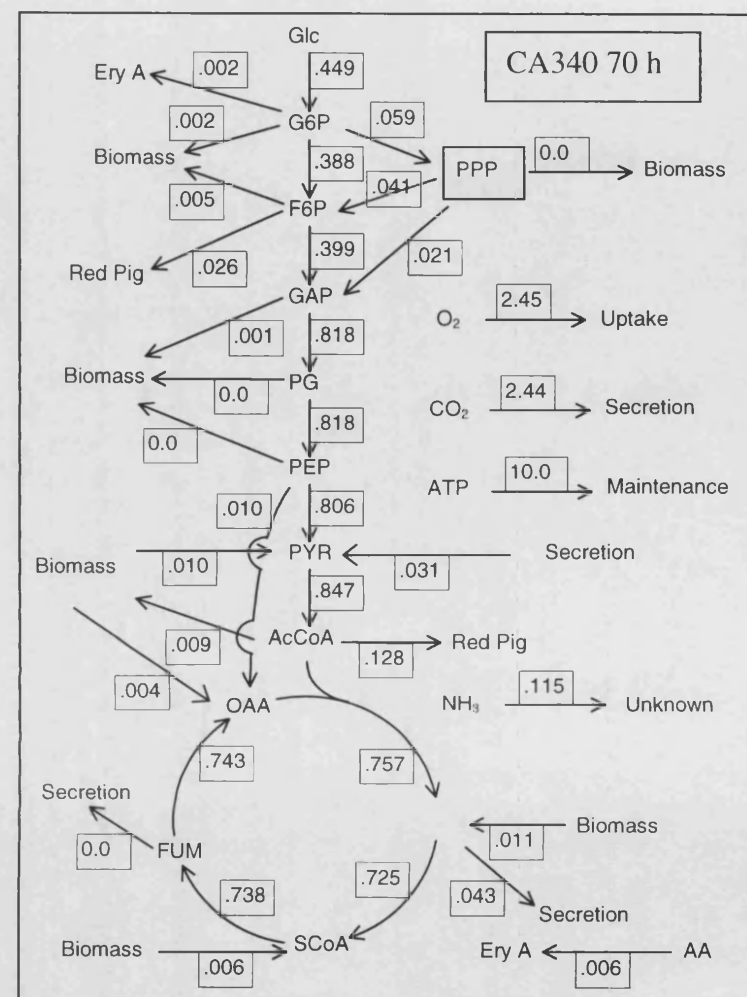 Glc
CA340 70 h
.449
Ery A
.002
.002
G6P
.059
Biomass
.388
.041
PPP
0.0
Biomass
.005
F6P
Red Pig
.026
.399
.021
GAP
O₂
2.45
Uptake
.001
.818
Biomass
0.0
PG
CO₂
2.44
Secretion
0.0
.818
PEP
ATP
10.0
Maintenance
.010
.806
Biomass
.010
PYR
.031
Secretion
.847
.009
AcCoA
.128
Red Pig
.004
OAA
NH₃
.115
Unknown
.743
.757
Secretion
0.0
FUM
.011
Biomass
.738
.725
.043
Secretion
Biomass
.006
SCoA
Ery A
.006
AA